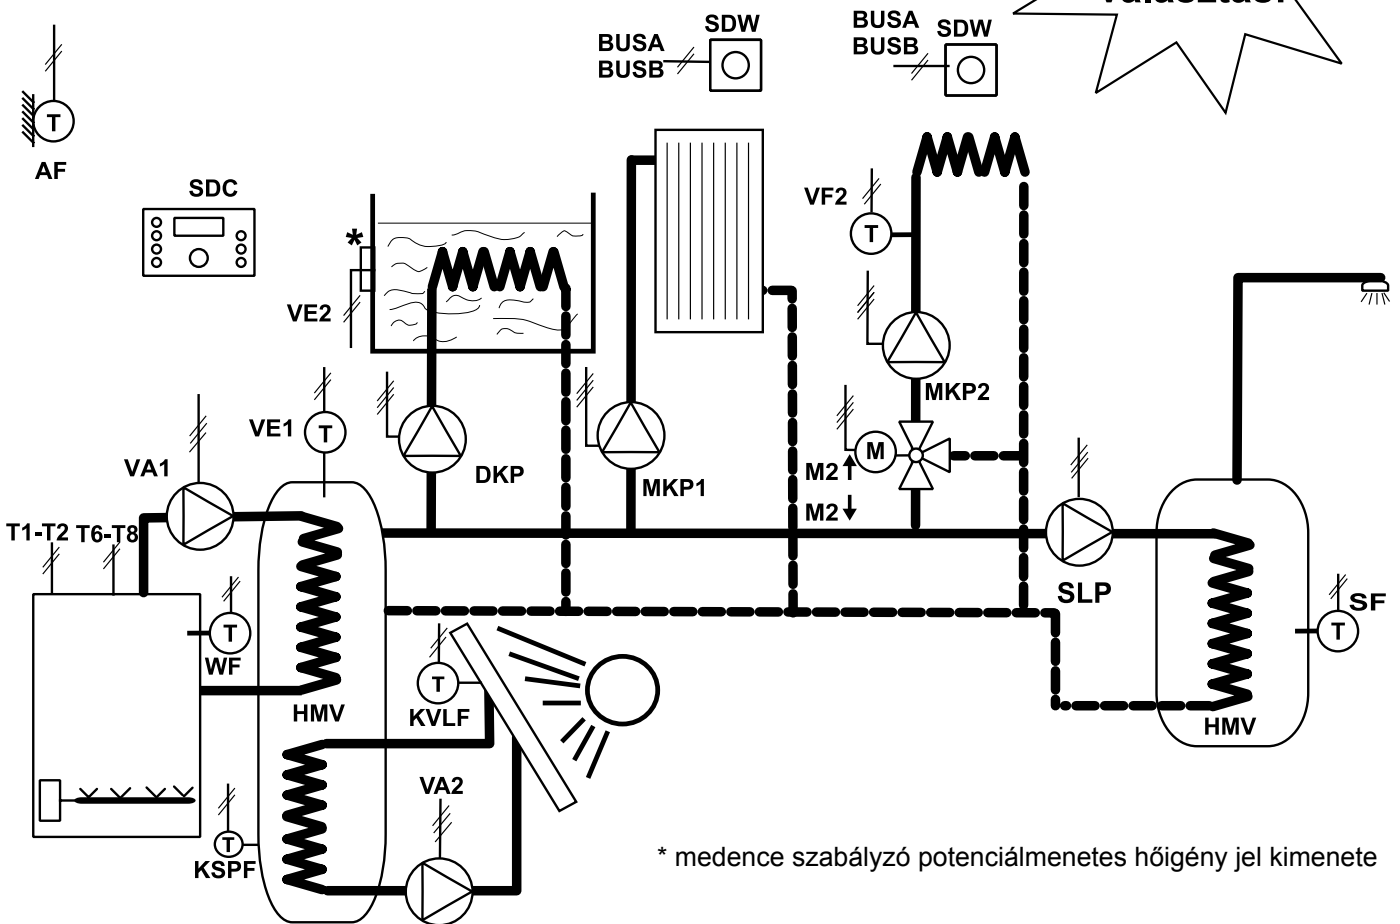 SDW
BUSA
BUSB
BUSA
BUSB
SDW
T
AF
SDC
VF2
T
*
VE2
MKP2
VE1
T
VA1
DKP
MKP1
M
M2
M2
T1-T2
T6-T8
SLP
SF
T
T
WF
T
KVLF
HMV
HMV
VA2
T
KSPF
* medence szabályzó potenciálmenetes hőigény jel kimenete